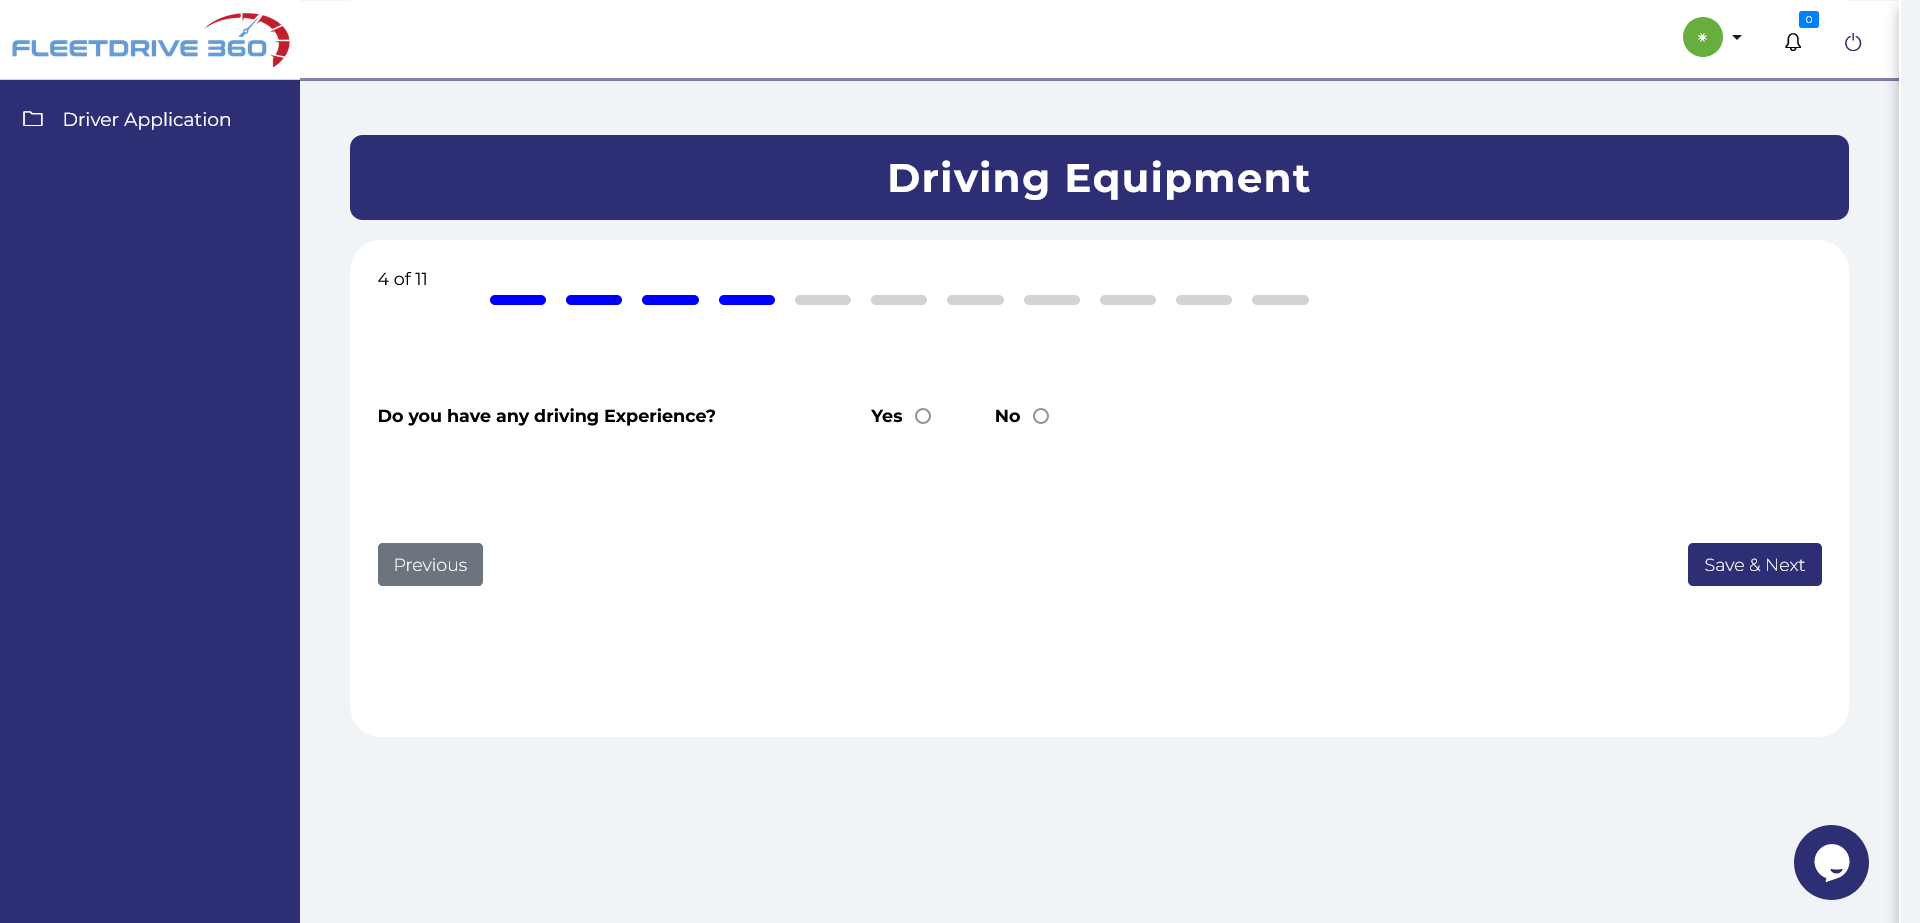 FLEETDRIVE 360
0
Driver Application
Driving Equipment
4 of 11
Do you have any driving Experience? Yes No
Previous Save & Next